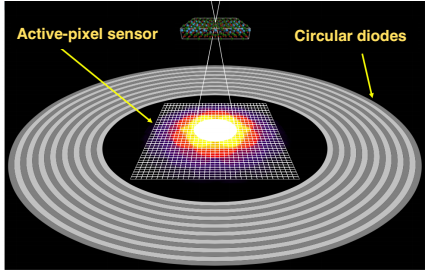 Active-pixel sensor
Circular diodes